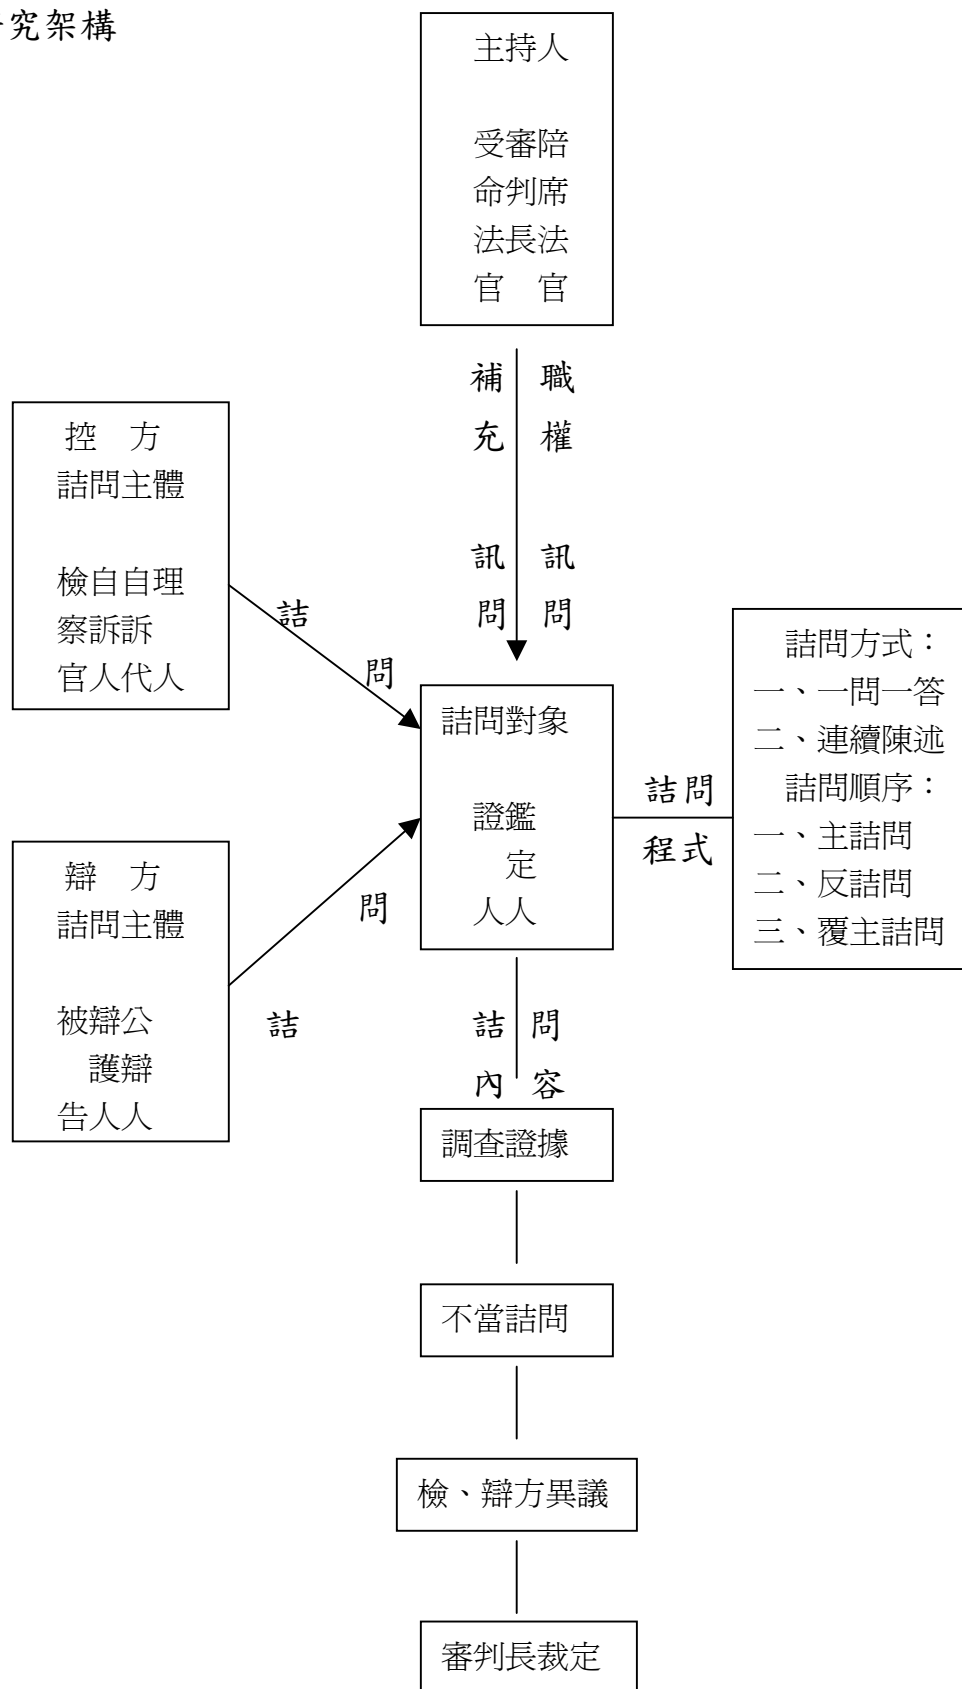 究架構
主持人
受審陪
命判席
法長法
官　官
補　職
充　權
訊　訊
問　問
控　方
詰問主體
檢自自理
察訴訴
官人代人
詰
問
詰問對象
證鑑
定
人人
詰問
程式
詰問方式：
一、一問一答
二、連續陳述
詰問順序：
一、主詰問
二、反詰問
三、覆主詰問
辯　方
詰問主體
被辯公
護辯
告人人
詰
問
詰　問
內　容
調查證據
不當詰問
檢、辯方異議
審判長裁定